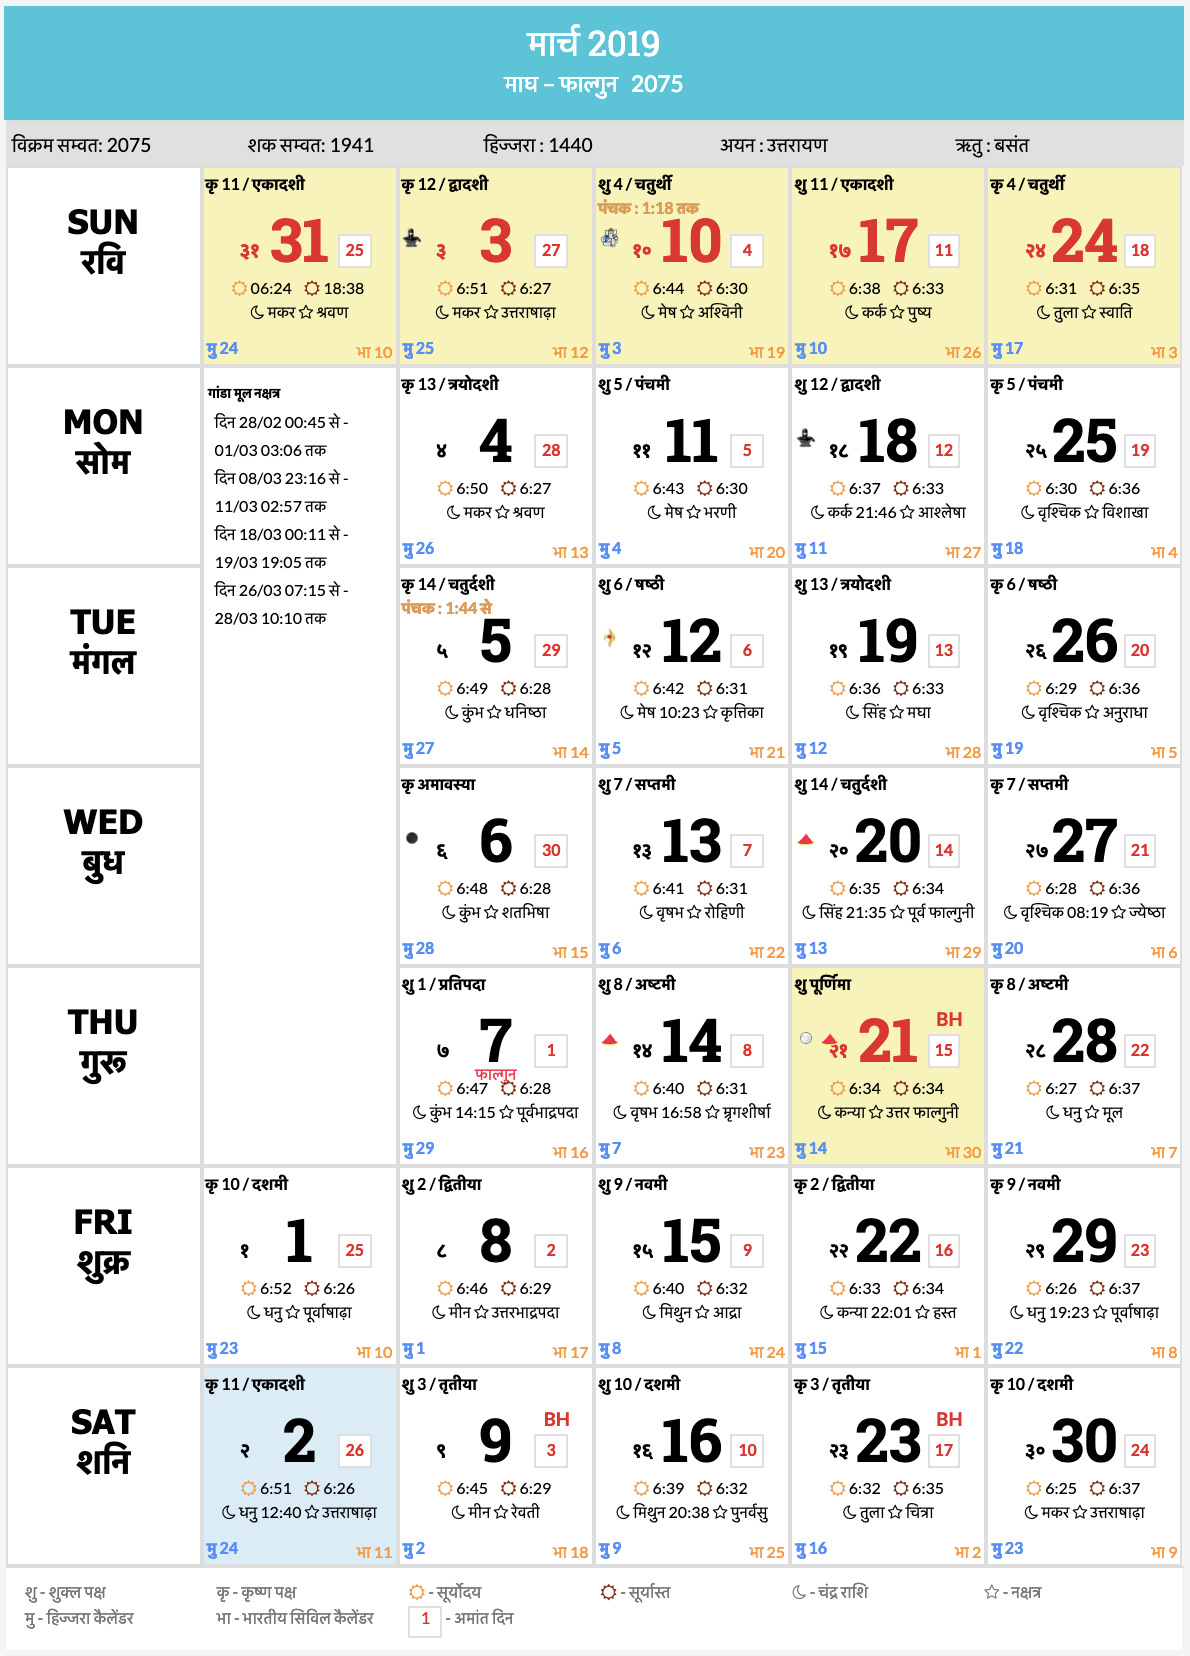 मार्च 2019
माघ – फाल्गुन 2075
विक्रम सम्वत: 2075 शक सम्वत: 1941 हिज्जरा : 1440 अयन : उत्तरायण ऋतु : बसंत
SUN
रवि
कृ 11 / एकादशी
३१ 31 25
06:24 18:38
मकर श्रवण
मु 24 भा 10
कृ 12 / द्वादशी
३ 3 27
6:51 6:27
मकर उत्तराषाढ़ा
मु 25 भा 12
शु 4 / चतुर्थी
पंचक : 1:18 तक
१० 10 4
6:44 6:30
मेष अश्विनी
मु 3 भा 19
शु 11 / एकादशी
१७ 17 11
6:38 6:33
कर्क पुष्य
मु 10 भा 26
कृ 4 / चतुर्थी
२४ 24 18
6:31 6:35
तुला स्वाति
मु 17 भा 3
MON
सोम
गांडा मूल नक्षत्र
दिन 28/02 00:45 से -
01/03 03:06 तक
दिन 08/03 23:16 से -
11/03 02:57 तक
दिन 18/03 00:11 से -
19/03 19:05 तक
दिन 26/03 07:15 से -
28/03 10:10 तक
कृ 13 / त्रयोदशी
४ 4 28
6:50 6:27
मकर श्रवण
मु 26 भा 13
शु 5 / पंचमी
११ 11 5
6:43 6:30
मेष भरणी
मु 4 भा 20
शु 12 / द्वादशी
१८ 18 12
6:37 6:33
कर्क 21:46 आश्लेषा
मु 11 भा 27
कृ 5 / पंचमी
२५ 25 19
6:30 6:36
वृश्चिक विशाखा
मु 18 भा 4
TUE
मंगल
कृ 14 / चतुर्दशी
पंचक : 1:44 से
५ 5 29
6:49 6:28
कुंभ धनिष्ठा
मु 27 भा 14
शु 6 / षष्ठी
१२ 12 6
6:42 6:31
मेष 10:23 कृत्तिका
मु 5 भा 21
शु 13 / त्रयोदशी
१९ 19 13
6:36 6:33
सिंह मघा
मु 12 भा 28
कृ 6 / षष्ठी
२६ 26 20
6:29 6:36
वृश्चिक अनुराधा
मु 19 भा 5
WED
बुध
कृ अमावस्या
६ 6 30
6:48 6:28
कुंभ शतभिषा
मु 28 भा 15
शु 7 / सप्तमी
१३ 13 7
6:41 6:31
वृषभ रोहिणी
मु 6 भा 22
शु 14 / चतुर्दशी
२० 20 14
6:35 6:34
सिंह 21:35 पूर्व फाल्गुनी
मु 13 भा 29
कृ 7 / सप्तमी
२७ 27 21
6:28 6:36
वृश्चिक 08:19 ज्येष्ठा
मु 20 भा 6
THU
गुरू
शु 1 / प्रतिपदा
७ 7 1
फाल्गुन
6:47 6:28
कुंभ 14:15 पूर्वभाद्रपदा
मु 29 भा 16
शु 8 / अष्टमी
१४ 14 8
6:40 6:31
वृषभ 16:58 म्रृगशीर्षा
मु 7 भा 23
शु पूर्णिमा
BH
२१ 21 15
6:34 6:34
कन्या उत्तर फाल्गुनी
मु 14 भा 30
कृ 8 / अष्टमी
२८ 28 22
6:27 6:37
धनु मूल
मु 21 भा 7
FRI
शुक्र
कृ 10 / दशमी
१ 1 25
6:52 6:26
धनु पूर्वाषाढ़ा
मु 23 भा 10
शु 2 / द्वितीया
८ 8 2
6:46 6:29
मीन उत्तरभाद्रपदा
मु 1 भा 17
शु 9 / नवमी
१५ 15 9
6:40 6:32
मिथुन आद्रा
मु 8 भा 24
कृ 2 / द्वितीया
२२ 22 16
6:33 6:34
कन्या 22:01 हस्त
मु 15 भा 1
कृ 9 / नवमी
२९ 29 23
6:26 6:37
धनु 19:23 पूर्वाषाढ़ा
मु 22 भा 8
SAT
शनि
कृ 11 / एकादशी
२ 2 26
6:51 6:26
धनु 12:40 उत्तराषाढ़ा
मु 24 भा 11
शु 3 / तृतीया
BH
९ 9 3
6:45 6:29
मीन रेवती
मु 2 भा 18
शु 10 / दशमी
१६ 16 10
6:39 6:32
मिथुन 20:38 पुनर्वसु
मु 9 भा 25
कृ 3 / तृतीया
BH
२३ 23 17
6:32 6:35
तुला चित्रा
मु 16 भा 2
कृ 10 / दशमी
३० 30 24
6:25 6:37
मकर उत्तराषाढ़ा
मु 23 भा 9
शु - शुक्ल पक्ष कृ - कृष्ण पक्ष - सूर्योदय - सूर्यास्त - चंद्र राशि - नक्षत्र
मु - हिज्जरा कैलेंडर भा - भारतीय सिविल कैलेंडर 1 - अमांत दिन